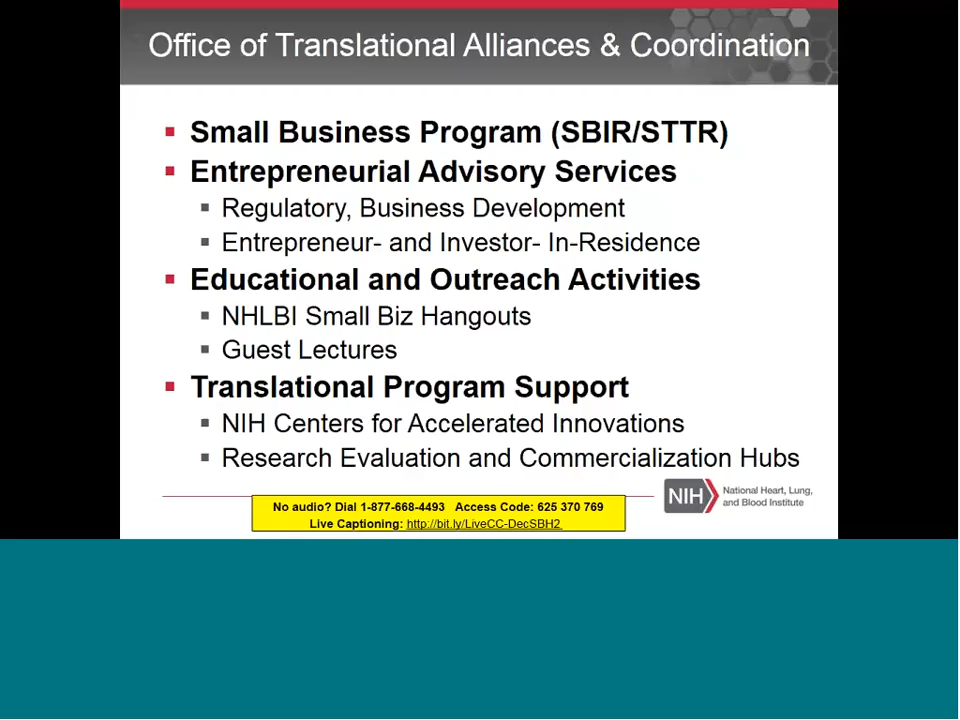 Office of Translational Alliances & Coordination
Small Business Program (SBIR/STTR)
Entrepreneurial Advisory Services
Regulatory, Business Development
Entrepreneur- and Investor- In-Residence
Educational and Outreach Activities
NHLBI Small Biz Hangouts
Guest Lectures
Translational Program Support
NIH Centers for Accelerated Innovations
Research Evaluation and Commercialization Hubs
NIH
National Heart, Lung,
and Blood Institute
No audio? Dial 1-877-668-4493 Access Code: 625 370 769
Live Captioning: http://bit.ly/LiveCC-DecSBH2